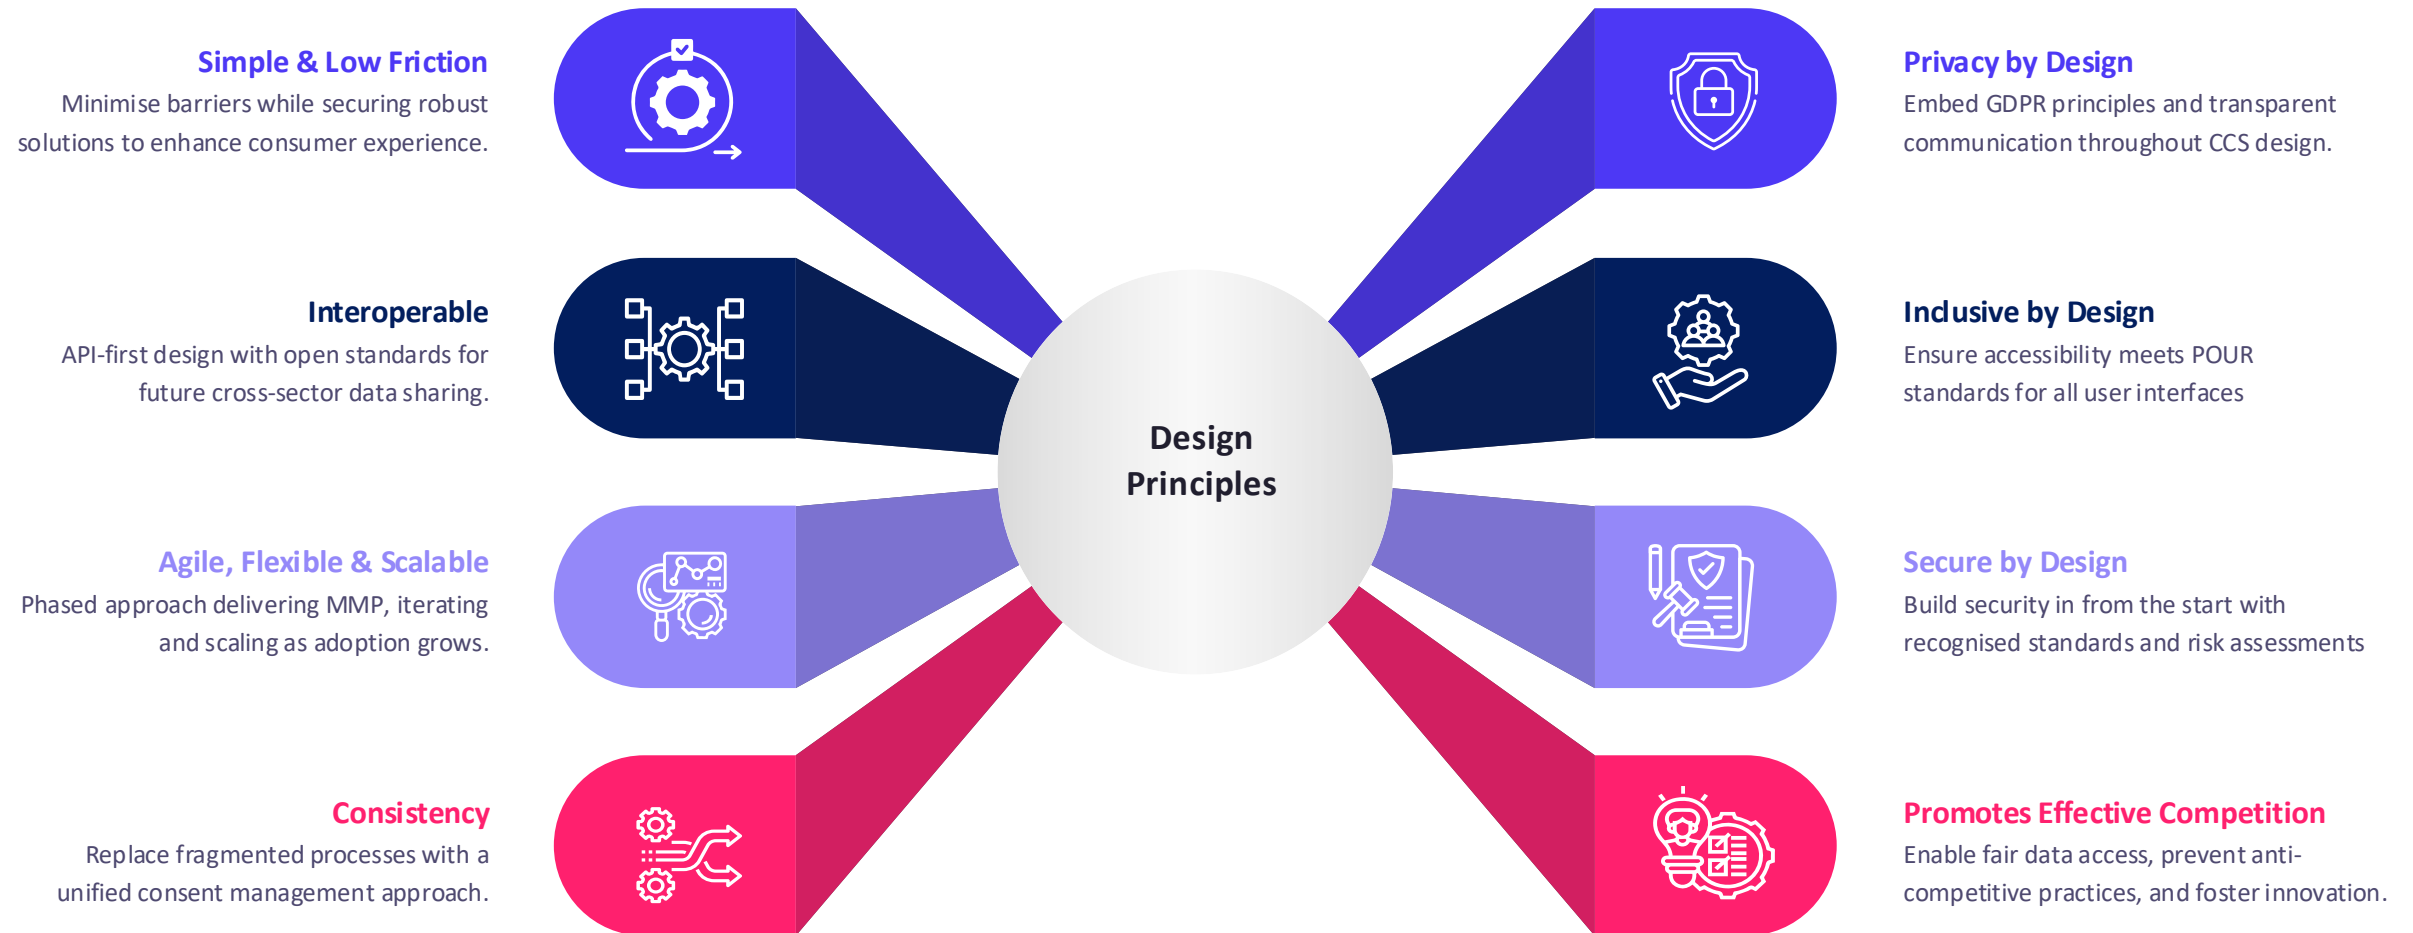 Simple & Low Friction
Minimise barriers while securing robust
solutions to enhance consumer experience.
Interoperable
API-first design with open standards for
future cross-sector data sharing.
Agile, Flexible & Scalable
Phased approach delivering MMP, iterating
and scaling as adoption grows.
Consistency
Replace fragmented processes with a
unified consent management approach.
Design
Principles
Privacy by Design
Embed GDPR principles and transparent
communication throughout CCS design.
Inclusive by Design
Ensure accessibility meets POUR
standards for all user interfaces
Secure by Design
Build security in from the start with
recognised standards and risk assessments
Promotes Effective Competition
Enable fair data access, prevent anti-
competitive practices, and foster innovation.